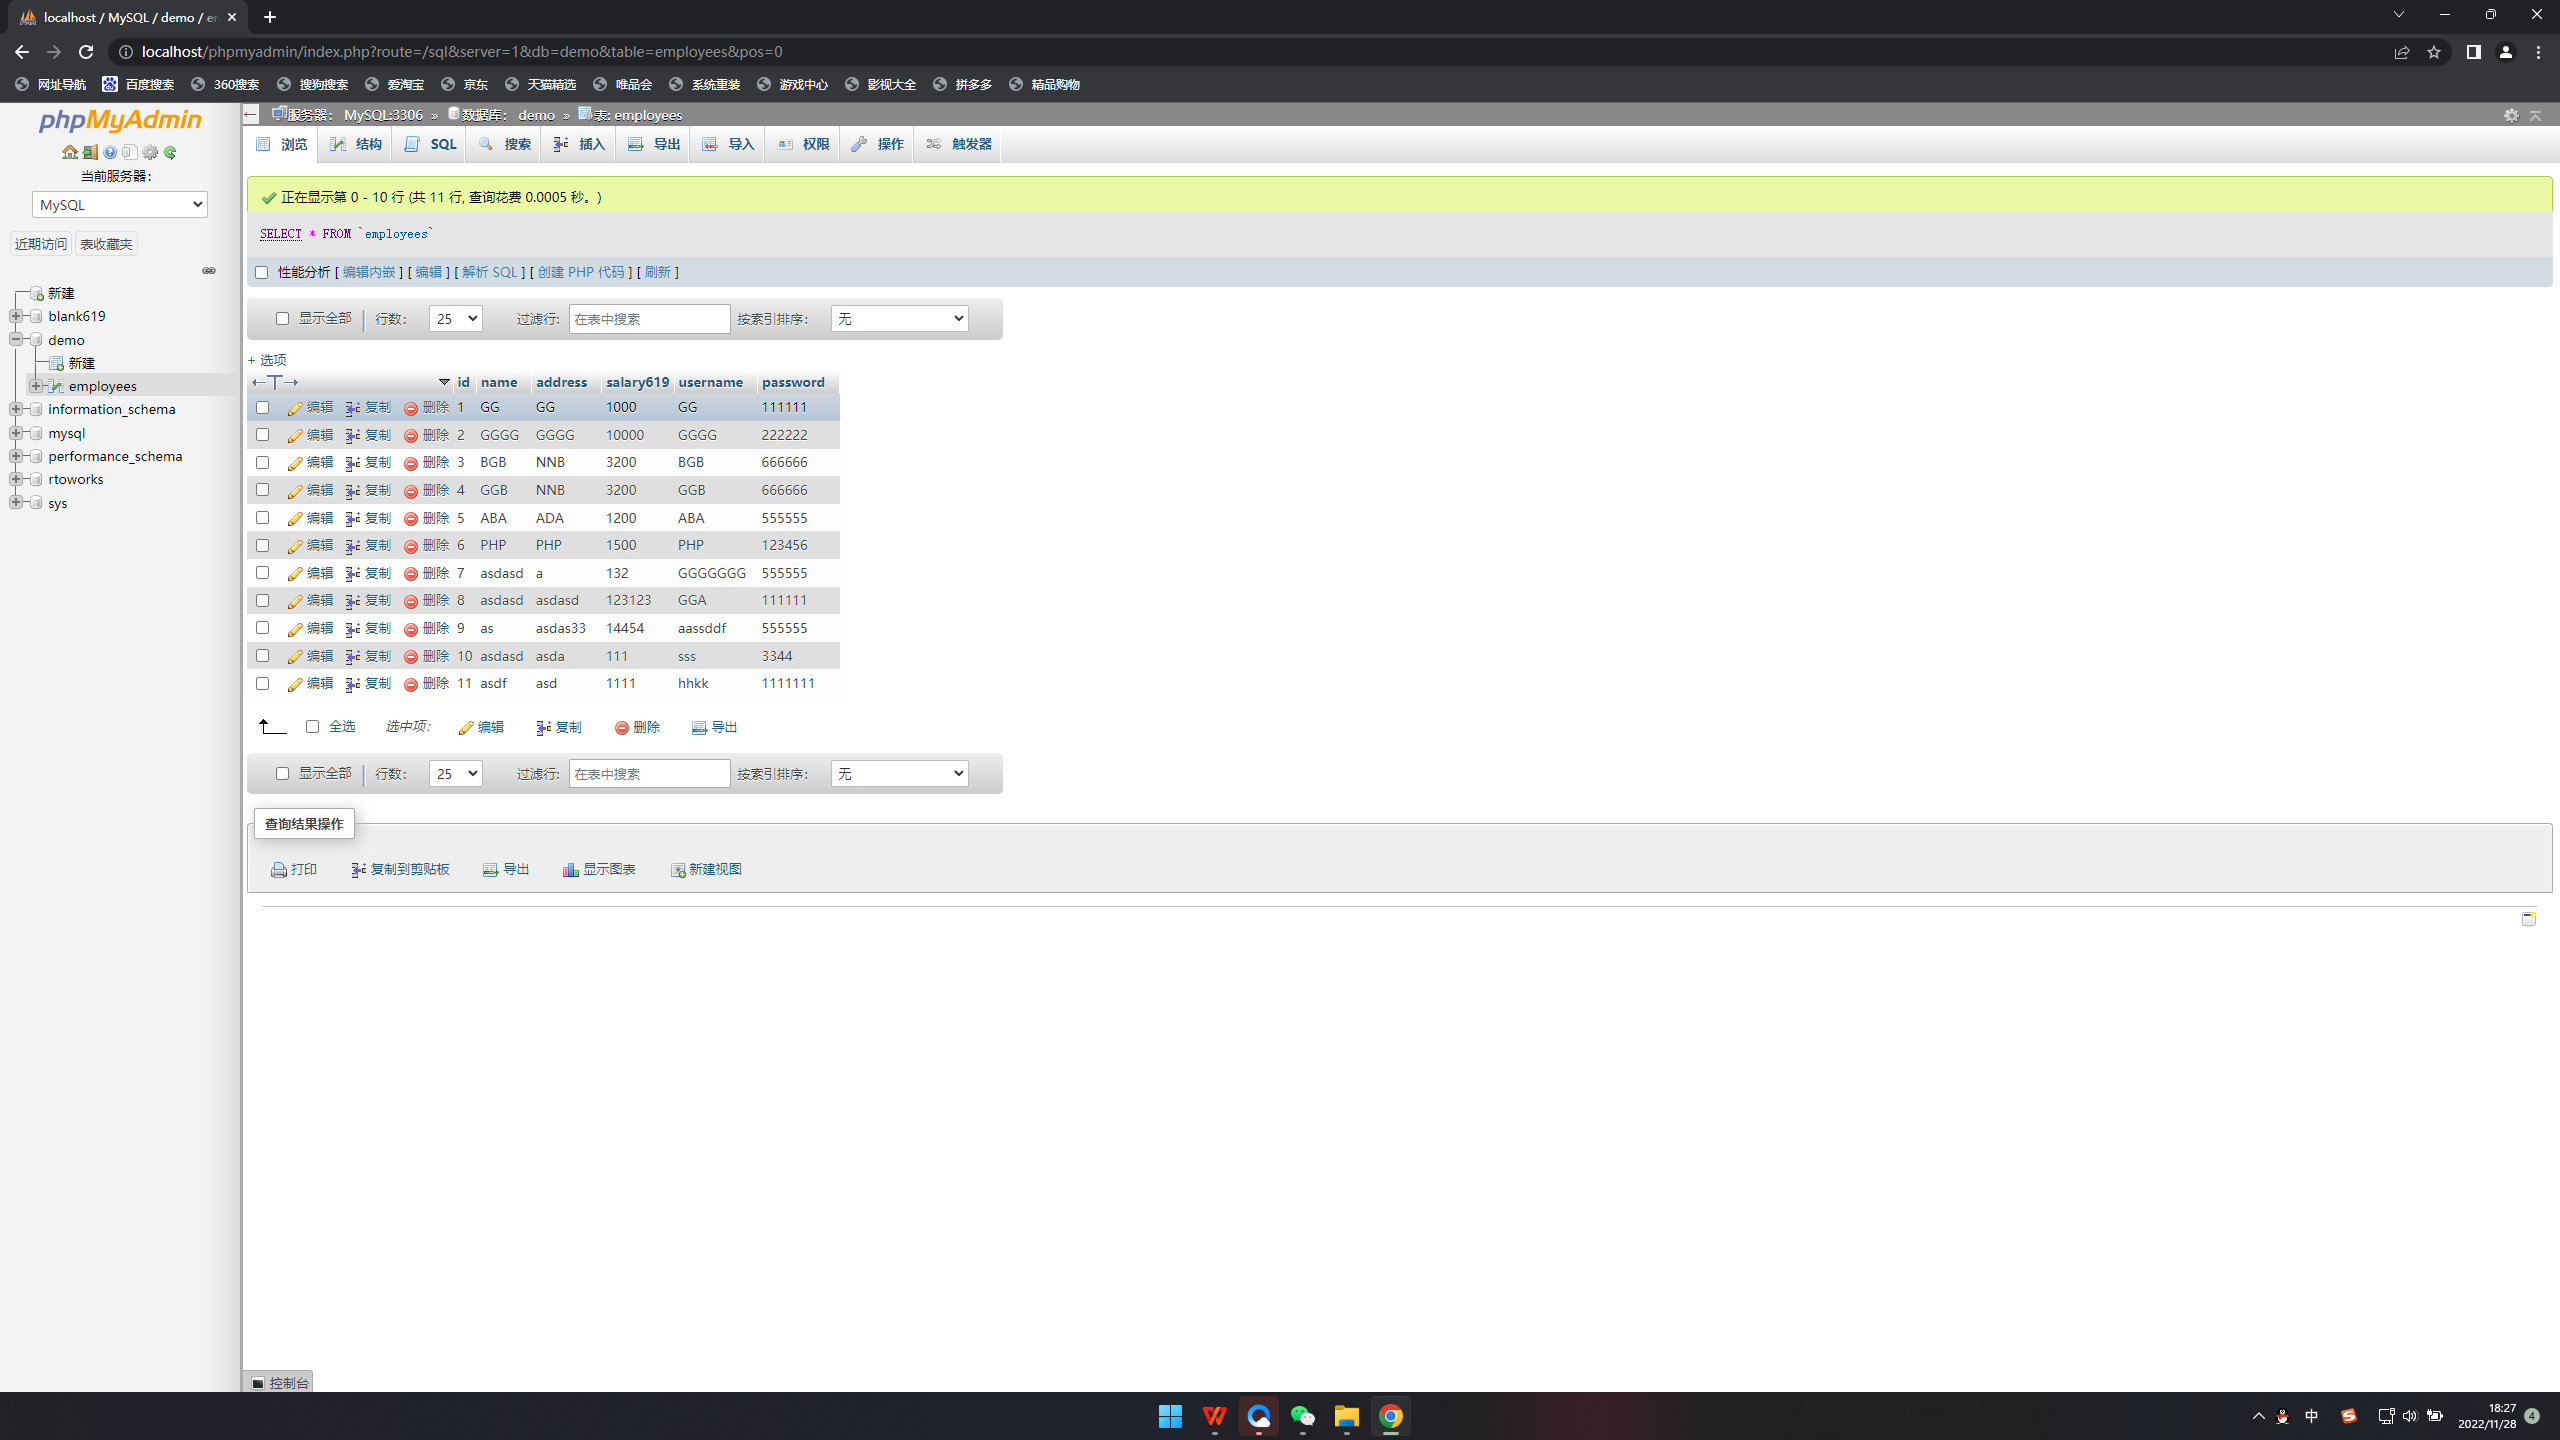 localhost / MySQL / demo / en
localhost/phpmyadmin/index.php?route=/sql&server=1&db=demo&table=employees&pos=0
网址导航 百度搜索 360搜索 搜狗搜索 爱淘宝 京东 天猫精选 唯品会 系统重装 游戏中心 影视大全 拼多多 精品购物
phpMyAdmin
当前服务器：
MySQL
近期访问 表收藏夹
新建
blank619
demo
新建
employees
information_schema
mysql
performance_schema
rtoworks
sys
服务器： MySQL:3306 » 数据库： demo » 表: employees
浏览 结构 SQL 搜索 插入 导出 导入 权限 操作 触发器
正在显示第 0 - 10 行 (共 11 行, 查询花费 0.0005 秒。)
SELECT * FROM `employees`
性能分析 [ 编辑内嵌 ] [ 编辑 ] [ 解析 SQL ] [ 创建 PHP 代码 ] [ 刷新 ]
显示全部 行数： 25 过滤行: 在表中搜索 按索引排序： 无
+ 选项
←T→ id name address salary619 username password
编辑 复制 删除 1 GG GG 1000 GG 111111
编辑 复制 删除 2 GGGG GGGG 10000 GGGG 222222
编辑 复制 删除 3 BGB NNB 3200 BGB 666666
编辑 复制 删除 4 GGB NNB 3200 GGB 666666
编辑 复制 删除 5 ABA ADA 1200 ABA 555555
编辑 复制 删除 6 PHP PHP 1500 PHP 123456
编辑 复制 删除 7 asdasd a 132 GGGGGGG 555555
编辑 复制 删除 8 asdasd asdasd 123123 GGA 111111
编辑 复制 删除 9 as asdas33 14454 aassddf 555555
编辑 复制 删除 10 asdasd asda 111 sss 3344
编辑 复制 删除 11 asdf asd 1111 hhkk 1111111
全选 选中项： 编辑 复制 删除 导出
显示全部 行数： 25 过滤行: 在表中搜索 按索引排序： 无
查询结果操作
打印 复制到剪贴板 导出 显示图表 新建视图
控制台
中
18:27
2022/11/28
4